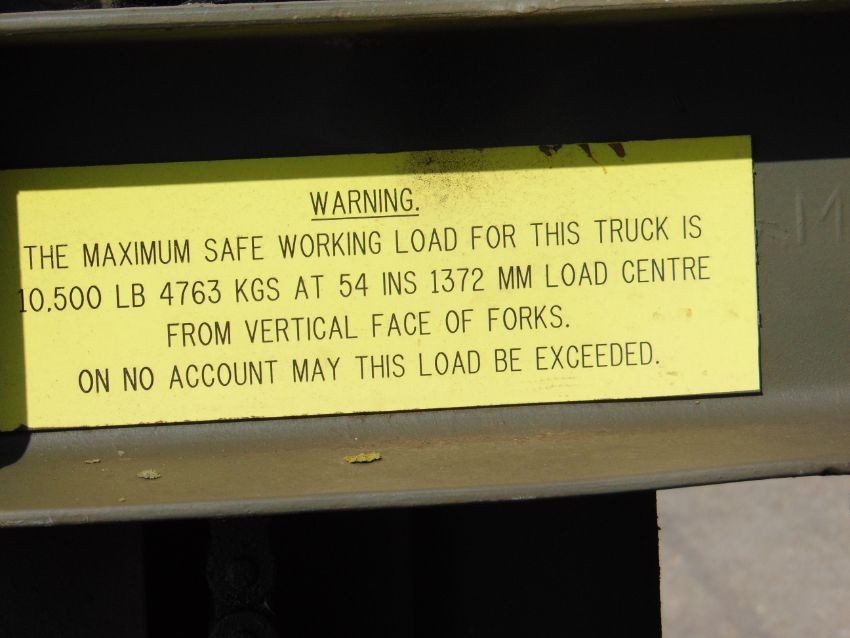 WARNING.
THE MAXIMUM SAFE WORKING LOAD FOR THIS TRUCK IS
10,500 LB 4763 KGS AT 54 INS 1372 MM LOAD CENTRE
FROM VERTICAL FACE OF FORKS.
ON NO ACCOUNT MAY THIS LOAD BE EXCEEDED.